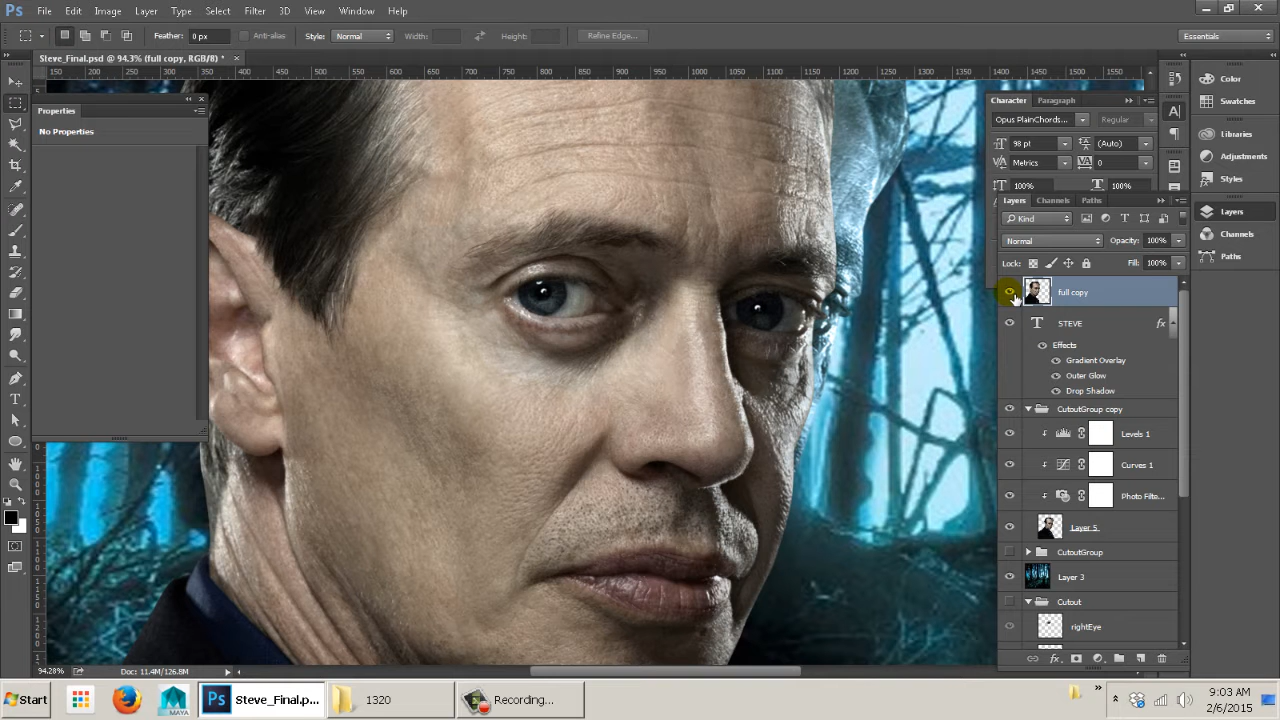 Ps File Edit Image Layer Type Select Filter 3D View Window Help
Feather: 0 px Anti-alias Style: Normal Width: Height: Refine Edge... Essentials
Steve_Final.psd @ 94.3% (full copy, RGB/8) * ×
150 200 250 300 350 400 450 500 550 600 650 700 750 800 850 900 950 1000 1050 1100 1150 1200 1250 1300 1350 1400 1450 1500 1550
Properties
No Properties
Character Paragraph
Opus PlainChords... Regular
98 pt (Auto)
Metrics 0
100% 100%
Layers Channels Paths
Kind
Normal Opacity: 100%
Lock: Fill: 100%
full copy
STEVE fx
Effects
Gradient Overlay
Outer Glow
Drop Shadow
CutoutGroup copy
Levels 1
Curves 1
Photo Filte...
Layer 5
CutoutGroup
Layer 3
Cutout
rightEye
Color
Swatches
Libraries
Adjustments
Styles
Layers
Channels
Paths
94.28% Doc: 11.4M/126.8M
Start MAYA Ps Steve_Final.p... 1320 Recording... 9:03 AM
2/6/2015